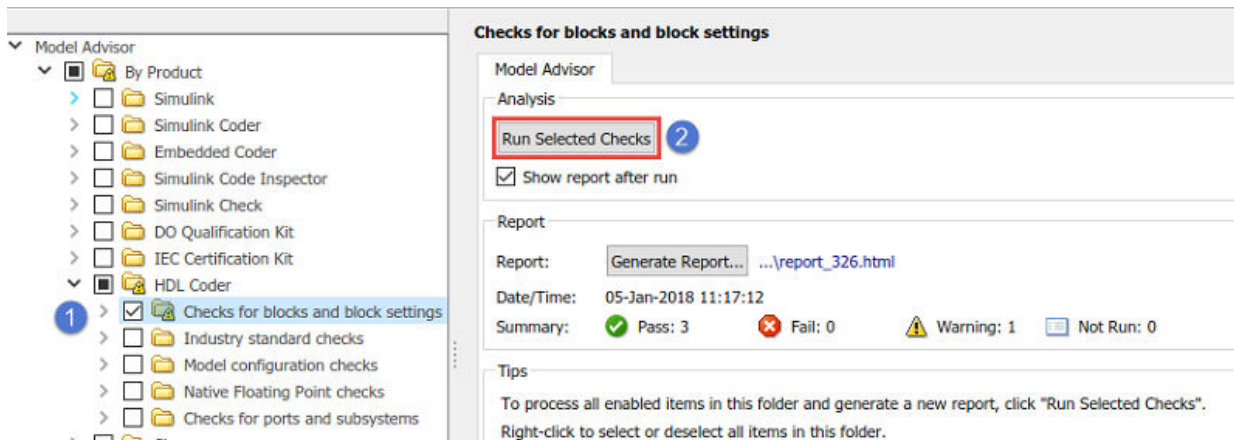 Model Advisor
By Product
Simulink
Simulink Coder
Embedded Coder
Simulink Code Inspector
Simulink Check
DO Qualification Kit
IEC Certification Kit
HDL Coder
1
Checks for blocks and block settings
Industry standard checks
Model configuration checks
Native Floating Point checks
Checks for ports and subsystems
Checks for blocks and block settings
Model Advisor
Analysis
Run Selected Checks 2
Show report after run
Report
Report: Generate Report... ...\report_326.html
Date/Time: 05-Jan-2018 11:17:12
Summary: Pass: 3 Fail: 0 Warning: 1 Not Run: 0
Tips
To process all enabled items in this folder and generate a new report, click "Run Selected Checks".
Right-click to select or deselect all items in this folder.